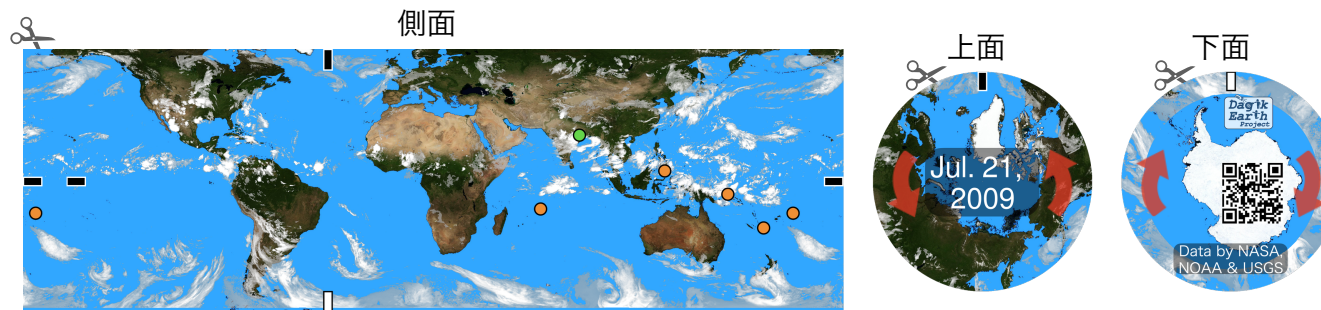 側面
上面
下面
Jul. 21,
2009
Dagik
Earth
Project
Data by NASA,
NOAA & USGS